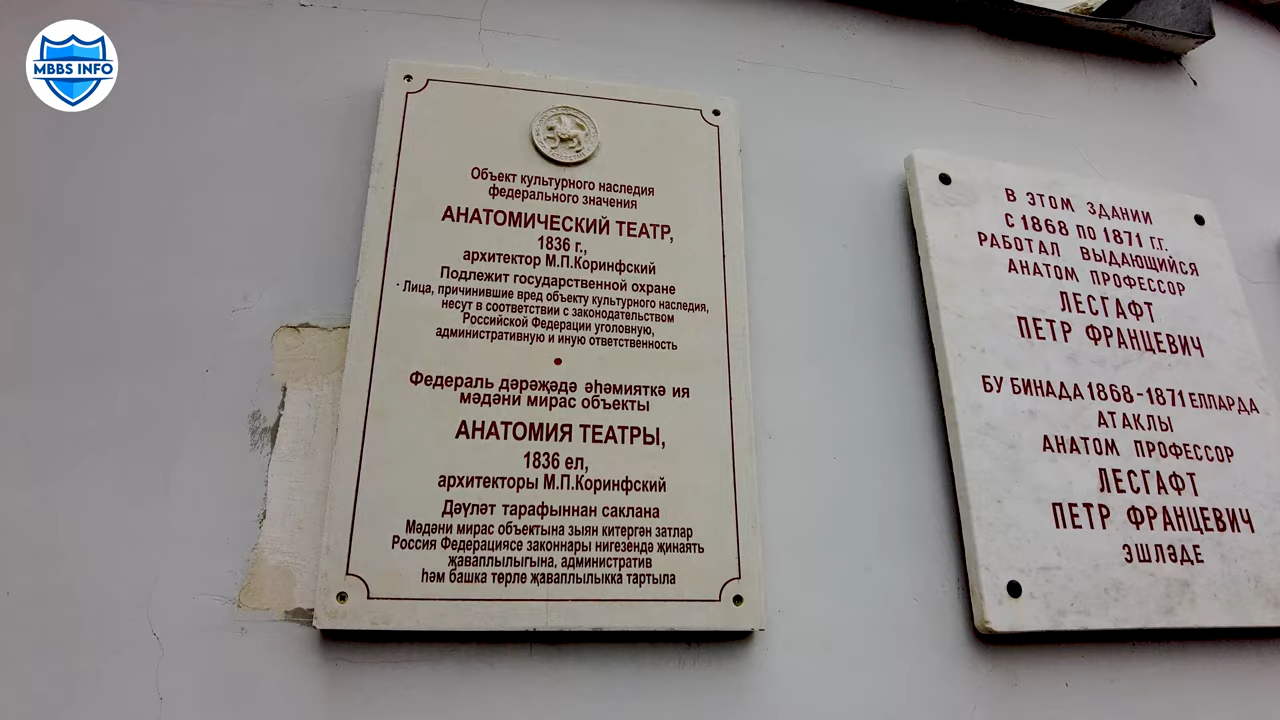 MBBS INFO
Объект культурного наследия
федерального значения
АНАТОМИЧЕСКИЙ ТЕАТР,
1836 г.,
архитектор М.П.Коринфский
Подлежит государственной охране
Лица, причинившие вред объекту культурного наследия,
несут в соответствии с законодательством
Российской Федерации уголовную,
административную и иную ответственность
Федераль дәрәҗәдә әһәмияткә ия
мәдәни мирас объекты
АНАТОМИЯ ТЕАТРЫ,
1836 ел,
архитекторы М.П.Коринфский
Дәүләт тарафыннан саклана
Мәдәни мирас объектына зыян китергән затлар
Россия Федерациясе законнары нигезендә җинаять
җаваплылыгына, административ
һәм башка төрле җаваплылыкка тартыла
В ЭТОМ ЗДАНИИ
С 1868 ПО 1871 Г.Г.
РАБОТАЛ ВЫДАЮЩИЙСЯ
АНАТОМ ПРОФЕССОР
ЛЕСГАФТ
ПЕТР ФРАНЦЕВИЧ
БУ БИНАДА 1868-1871 ЕЛЛАРДА
АТАКЛЫ
АНАТОМ ПРОФЕССОР
ЛЕСГАФТ
ПЕТР ФРАНЦЕВИЧ
ЭШЛӘДЕ